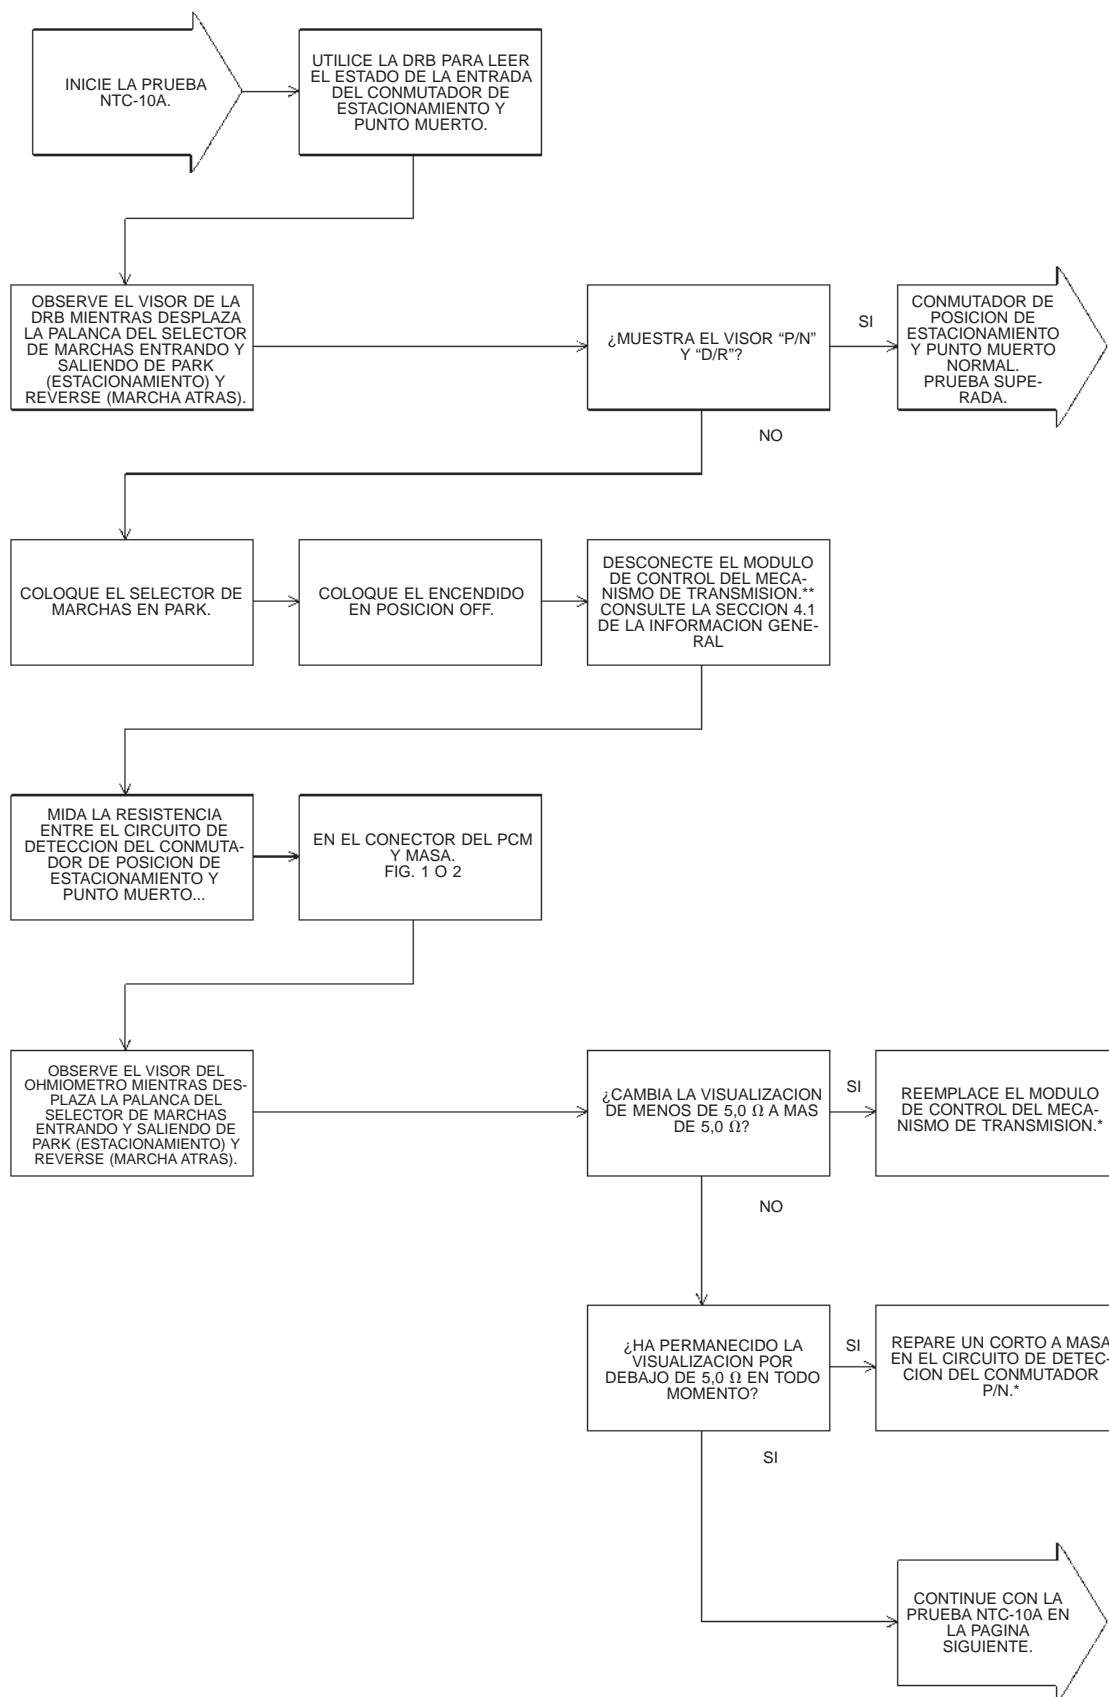 INICIE LA PRUEBA
NTC-10A.
UTILICE LA DRB PARA LEER
EL ESTADO DE LA ENTRADA
DEL CONMUTADOR DE
ESTACIONAMIENTO Y
PUNTO MUERTO.
OBSERVE EL VISOR DE LA
DRB MIENTRAS DESPLAZA
LA PALANCA DEL SELECTOR
DE MARCHAS ENTRANDO Y
SALIENDO DE PARK
(ESTACIONAMIENTO) Y
REVERSE (MARCHA ATRAS).
¿MUESTRA EL VISOR “P/N”
Y “D/R”?
SI
CONMUTADOR DE
POSICION DE
ESTACIONAMIENTO
Y PUNTO MUERTO
NORMAL.
PRUEBA SUPE-
RADA.
NO
COLOQUE EL SELECTOR DE
MARCHAS EN PARK.
COLOQUE EL ENCENDIDO
EN POSICION OFF.
DESCONECTE EL MODULO
DE CONTROL DEL MECA-
NISMO DE TRANSMISION.**
CONSULTE LA SECCION 4.1
DE LA INFORMACION GENE-
RAL
MIDA LA RESISTENCIA
ENTRE EL CIRCUITO DE
DETECCION DEL CONMUTA-
DOR DE POSICION DE
ESTACIONAMIENTO Y
PUNTO MUERTO...
EN EL CONECTOR DEL PCM
Y MASA.
FIG. 1 O 2
OBSERVE EL VISOR DEL
OHMIOMETRO MIENTRAS DES-
PLAZA LA PALANCA DEL
SELECTOR DE MARCHAS
ENTRANDO Y SALIENDO DE
PARK (ESTACIONAMIENTO) Y
REVERSE (MARCHA ATRAS).
¿CAMBIA LA VISUALIZACION
DE MENOS DE 5,0 Ω A MAS
DE 5,0 Ω?
SI
REEMPLACE EL MODULO
DE CONTROL DEL MECA-
NISMO DE TRANSMISION.*
NO
¿HA PERMANECIDO LA
VISUALIZACION POR
DEBAJO DE 5,0 Ω EN TODO
MOMENTO?
SI
REPARE UN CORTO A MASA
EN EL CIRCUITO DE DETEC-
CION DEL CONMUTADOR
P/N.*
SI
CONTINUE CON LA
PRUEBA NTC-10A EN
LA PAGINA
SIGUIENTE.